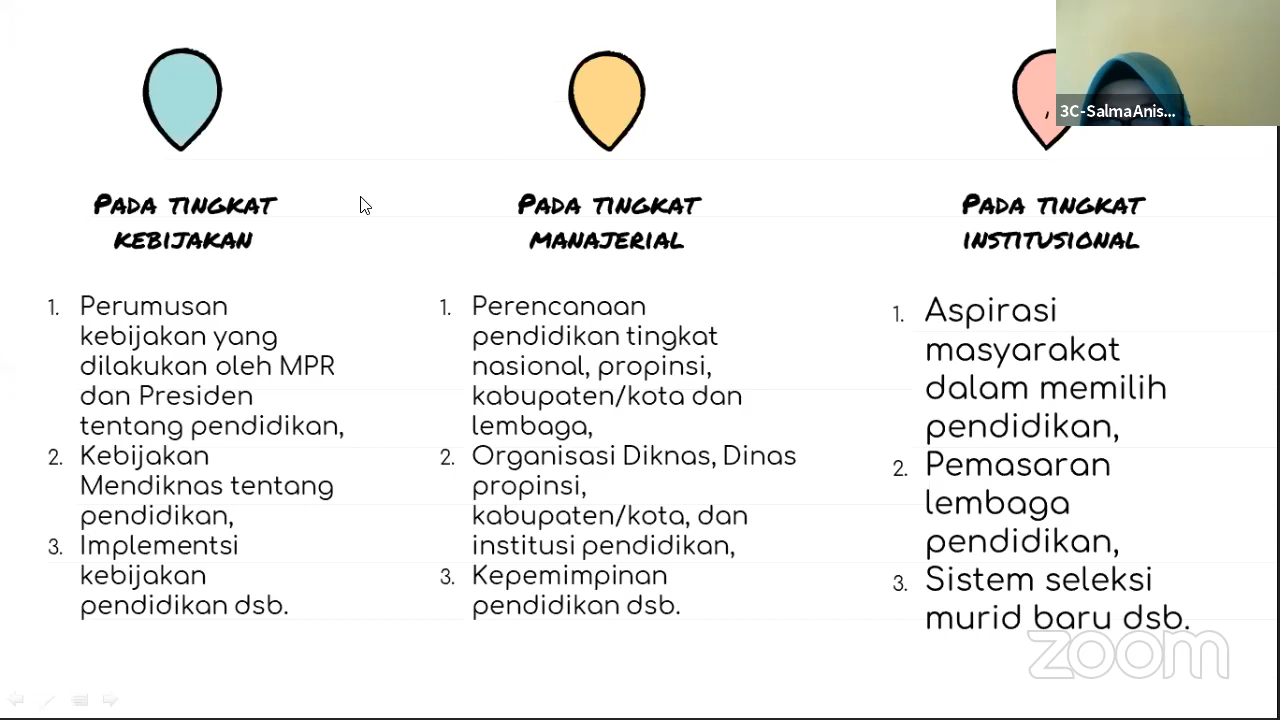 3C-SalmaAnis...
PADA TINGKAT
KEBIJAKAN
1. Perumusan
kebijakan yang
dilakukan oleh MPR
dan Presiden
tentang pendidikan,
2. Kebijakan
Mendiknas tentang
pendidikan,
3. Implementsi
kebijakan
pendidikan dsb.
PADA TINGKAT
MANAJERIAL
1. Perencanaan
pendidikan tingkat
nasional, propinsi,
kabupaten/kota dan
lembaga,
2. Organisasi Diknas, Dinas
propinsi,
kabupaten/kota, dan
institusi pendidikan,
3. Kepemimpinan
pendidikan dsb.
PADA TINGKAT
INSTITUSIONAL
1. Aspirasi
masyarakat
dalam memilih
pendidikan,
2. Pemasaran
lembaga
pendidikan,
3. Sistem seleksi
murid baru dsb.
zoom